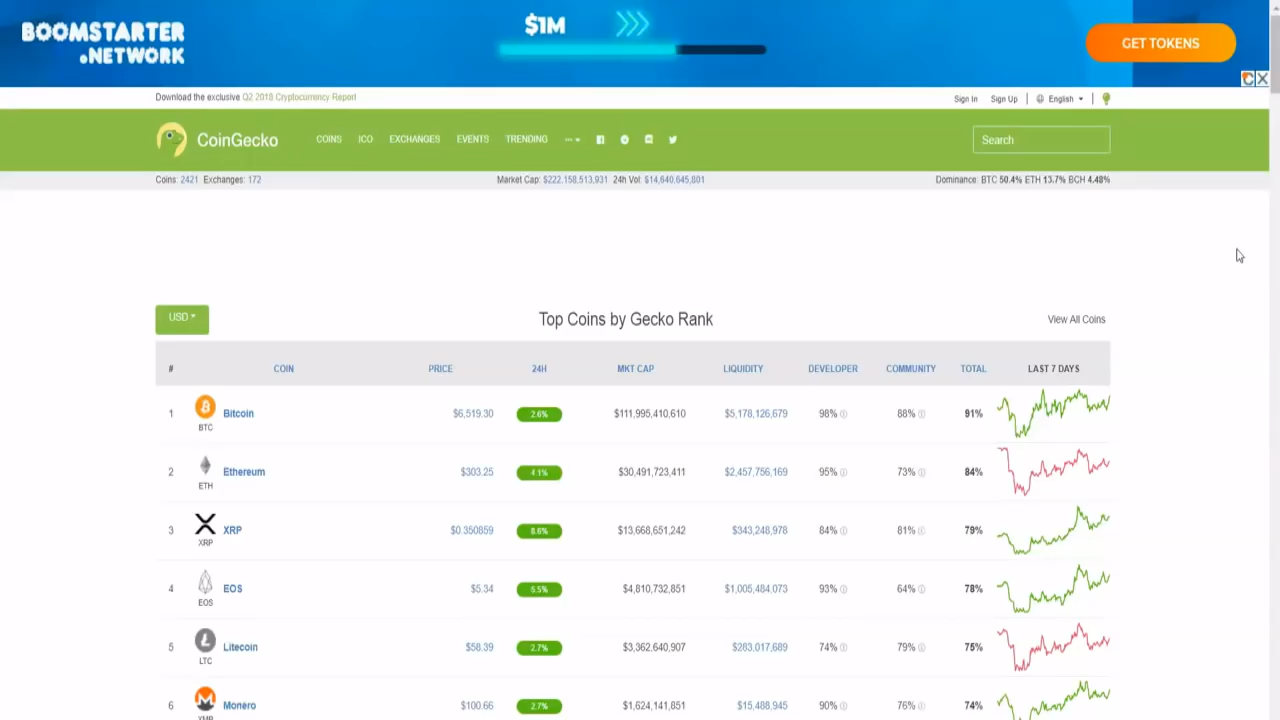 BOOMSTARTER
.NETWORK
$1M
GET TOKENS
Download the exclusive Q2 2018 Cryptocurrency Report
Sign In Sign Up | English |
CoinGecko
COINS ICO EXCHANGES EVENTS TRENDING
Search
Coins: 2421 Exchanges: 172
Market Cap: $222,158,513,931 24h Vol: $14,640,645,801
Dominance: BTC 50.4% ETH 13.7% BCH 4.48%
USD
Top Coins by Gecko Rank
View All Coins
# COIN PRICE 24H MKT CAP LIQUIDITY DEVELOPER COMMUNITY TOTAL LAST 7 DAYS
1 Bitcoin $6,519.30 2.6% $111,995,410,610 $5,178,126,679 98% 88% 91%
BTC
2 Ethereum $303.25 4.1% $30,491,723,411 $2,457,756,169 95% 73% 84%
ETH
3 XRP $0.350859 8.6% $13,668,651,242 $343,248,978 84% 81% 79%
XRP
4 EOS $5.34 5.5% $4,810,732,851 $1,005,484,073 93% 64% 78%
EOS
5 Litecoin $58.39 2.7% $3,362,640,907 $283,017,689 74% 79% 75%
LTC
6 Monero $100.66 2.7% $1,624,141,851 $15,488,945 90% 76% 74%
XMR